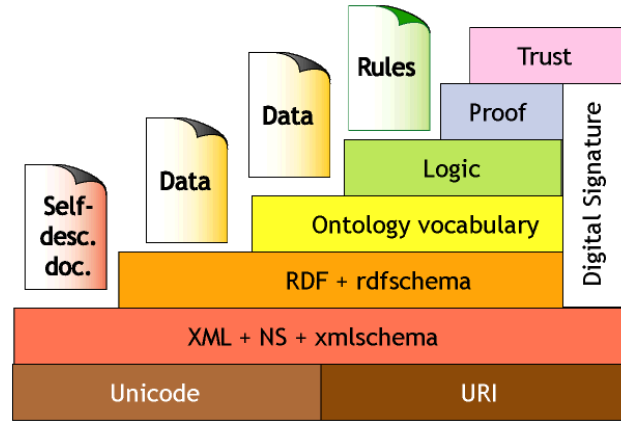 Rules
Trust
Data
Proof
Data
Logic
Self-
desc.
doc.
Ontology vocabulary
Digital Signature
RDF + rdfschema
XML + NS + xmlschema
Unicode
URI